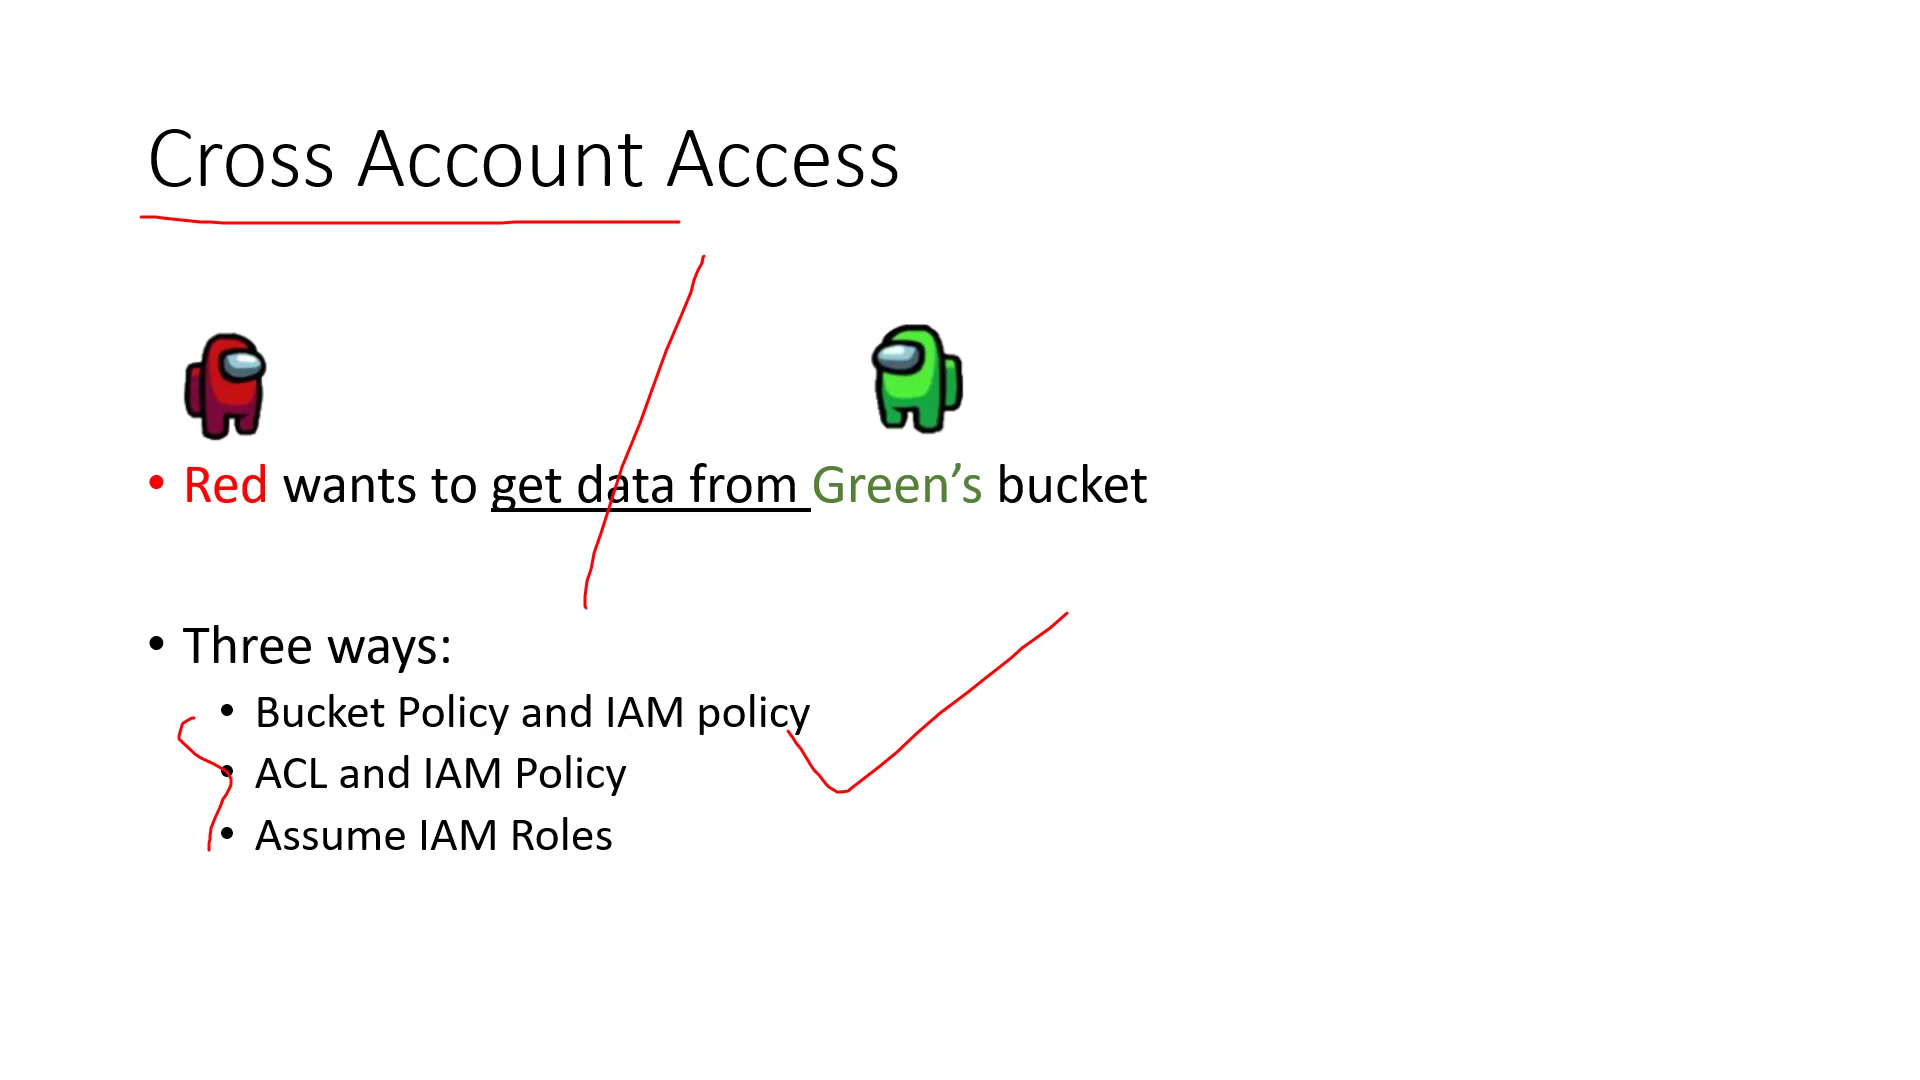 Cross Account Access
• Red wants to get data from Green’s bucket
• Three ways:
• Bucket Policy and IAM policy
• ACL and IAM Policy
• Assume IAM Roles